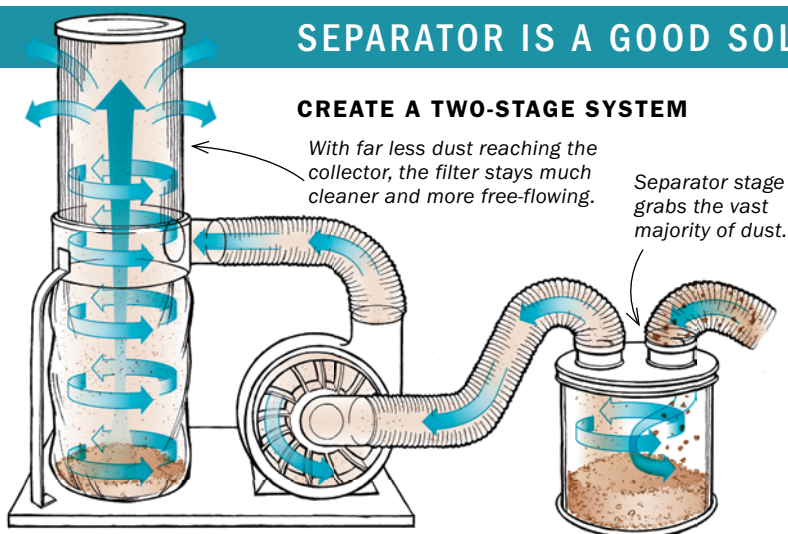 SEPARATOR IS A GOOD SOL
CREATE A TWO-STAGE SYSTEM
With far less dust reaching the
collector, the filter stays much
cleaner and more free-flowing.
Separator stage
grabs the vast
majority of dust.